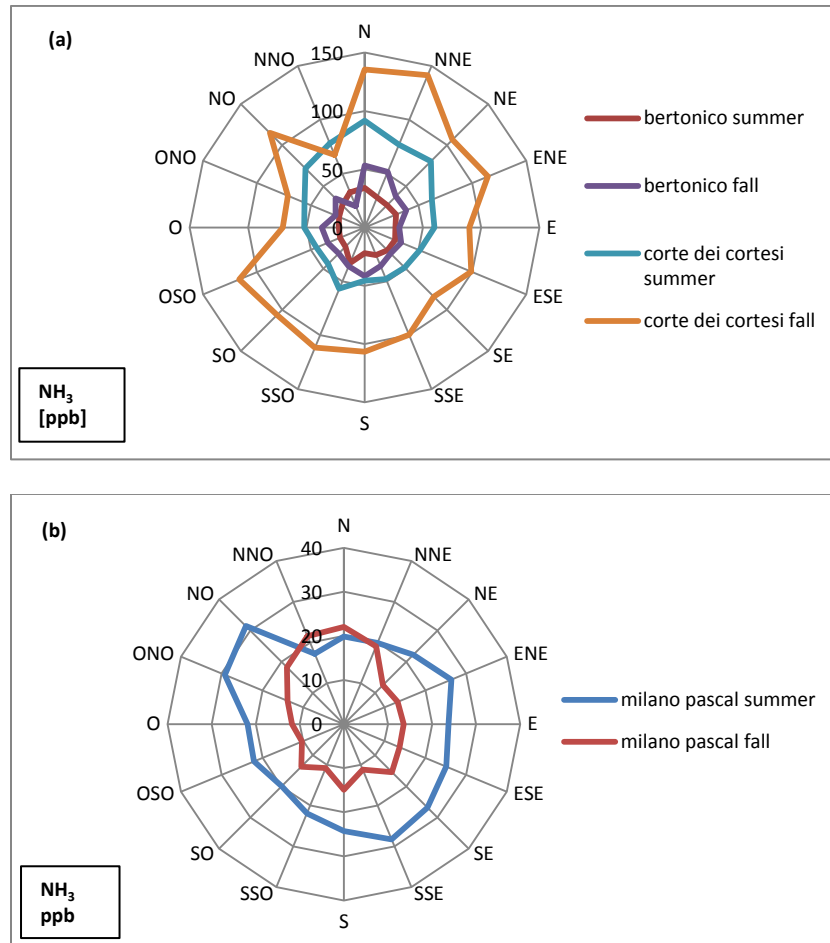 (a)
N
NNE
NE
ENE
E
ESE
SE
SSE
S
SSO
SO
OSO
O
ONO
NO
NNO
150
100
50
0
bertonico summer
bertonico fall
corte dei cortesi
summer
corte dei cortesi fall
NH₃
[ppb]
(b)
N
NNE
NE
ENE
E
ESE
SE
SSE
S
SSO
SO
OSO
O
ONO
NO
NNO
40
30
20
10
0
milano pascal summer
milano pascal fall
NH₃
ppb